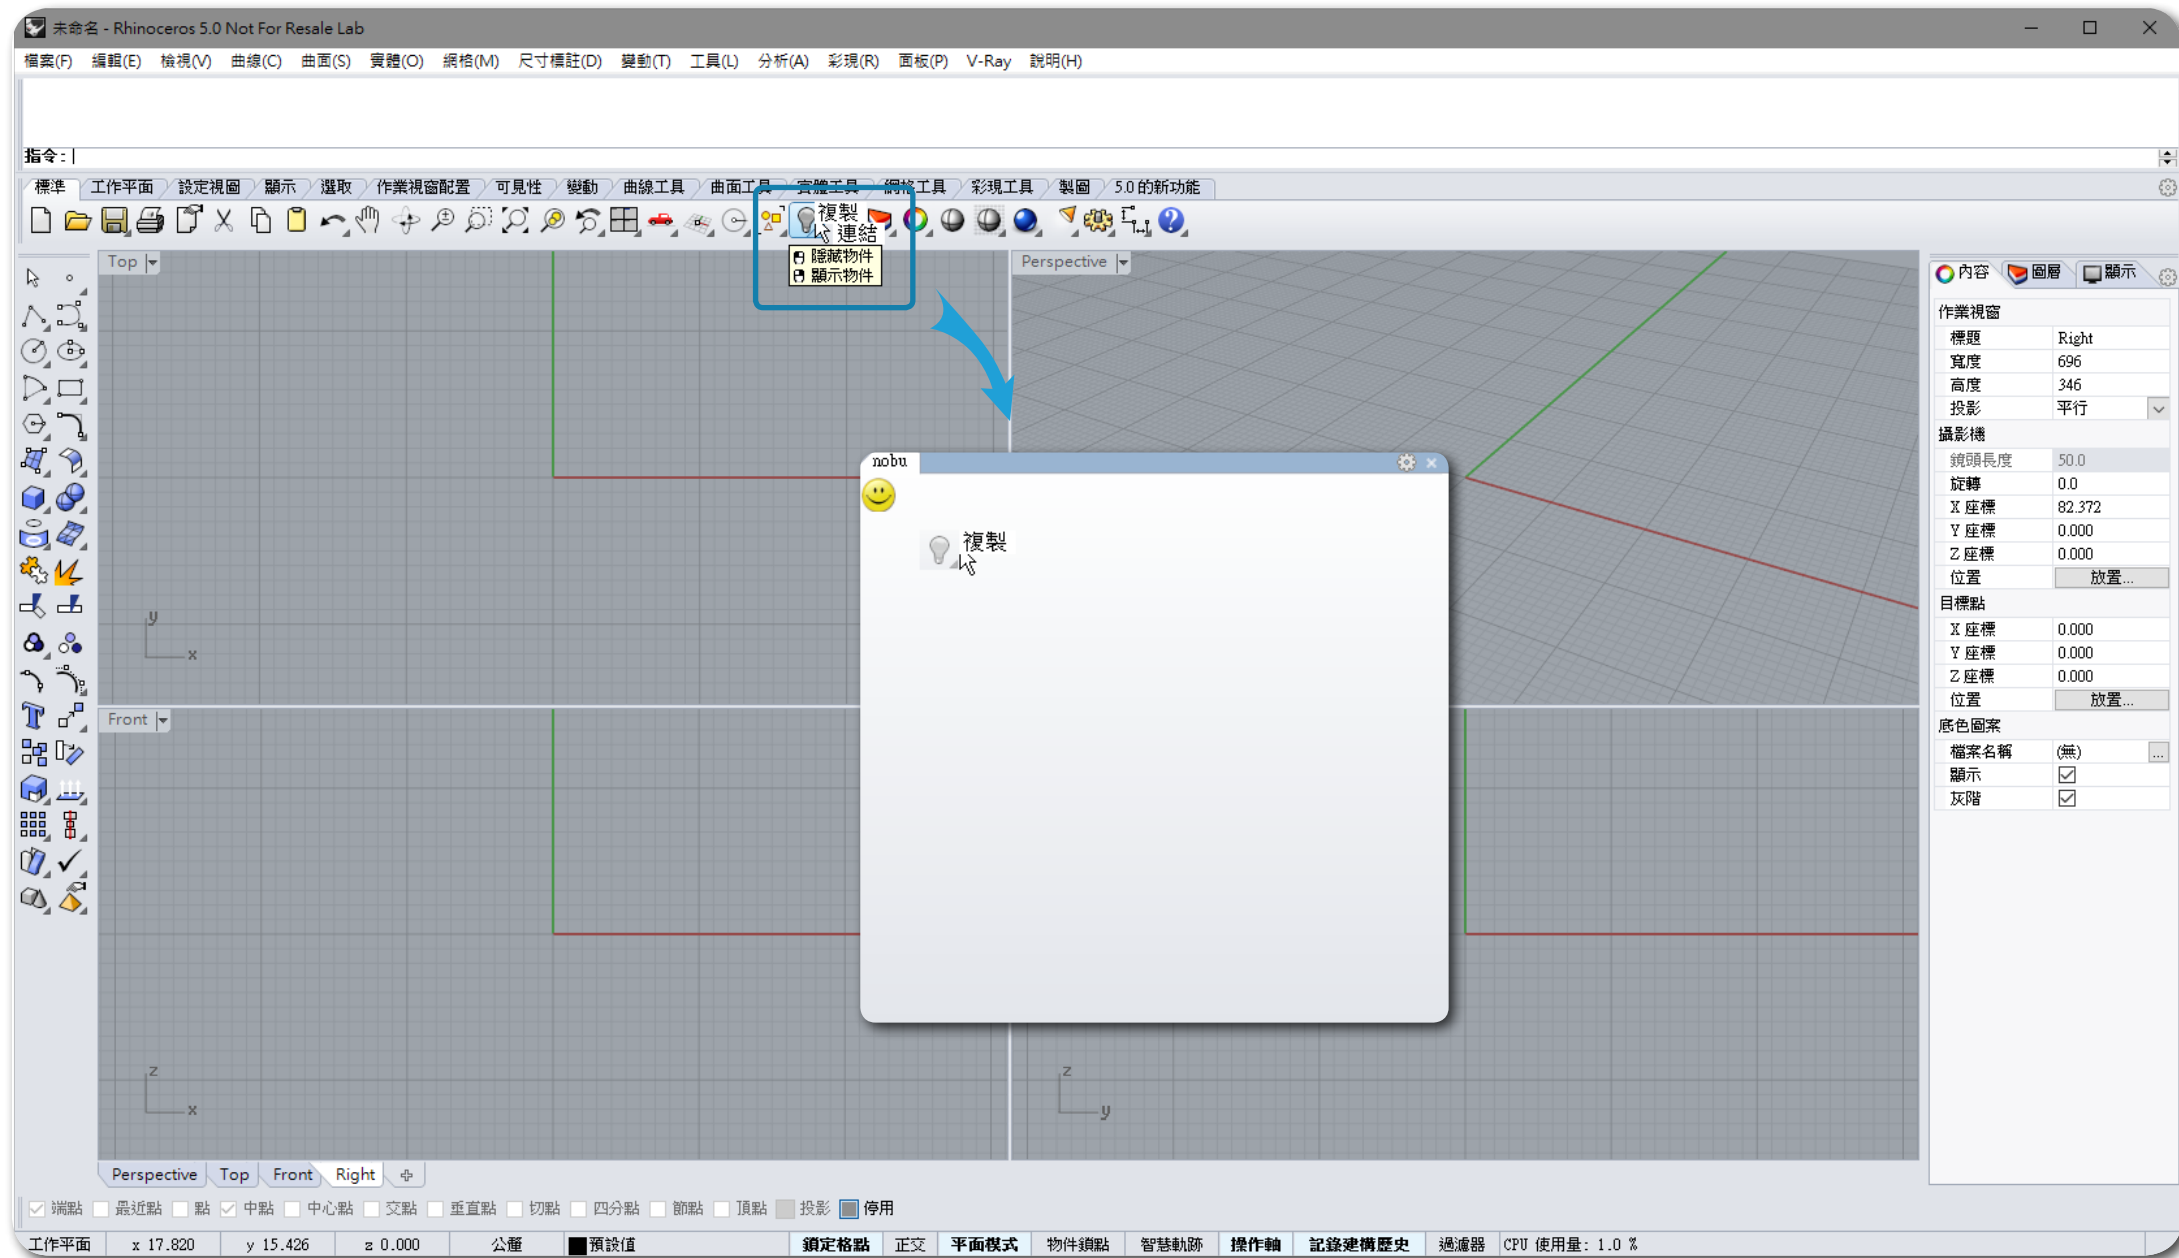 未命名 - Rhinoceros 5.0 Not For Resale Lab
檔案(F) 編輯(E) 檢視(V) 曲線(C) 曲面(S) 實體(O) 網格(M) 尺寸標註(D) 變動(T) 工具(L) 分析(A) 彩現(R) 面板(P) V-Ray 說明(H)
指令:
標準 工作平面 設定視圖 顯示 選取 作業視窗配置 可見性 變動 曲線工具 曲面工具 實體工具 網格工具 彩現工具 製圖 5.0 的新功能
複製
連結
隱藏物件
顯示物件
Top
Perspective
內容 圖層 顯示
作業視窗
標題 Right
寬度 696
高度 346
投影 平行
攝影機
鏡頭長度 50.0
旋轉 0.0
X 座標 82.372
Y 座標 0.000
Z 座標 0.000
位置 放置...
目標點
X 座標 0.000
Y 座標 0.000
Z 座標 0.000
位置 放置...
底色圖案
檔案名稱 (無) ...
顯示
灰階
nobu
複製
y
x
Front
z
x
z
y
Perspective Top Front Right
端點 最近點 點 中點 中心點 交點 垂直點 切點 四分點 節點 頂點 投影 停用
工作平面 x 17.820 y 15.426 z 0.000 公釐 預設值 鎖定格點 正交 平面模式 物件鎖點 智慧軌跡 操作軸 記錄建構歷史 過濾器 CPU 使用量: 1.0 %